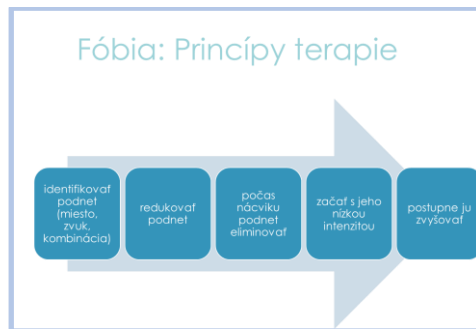 Fóbia: Princípy terapie
identifikovať
podnet
(miesto,
zvuk,
kombinácia)
redukovať
podnet
počas
nácviku
podnet
eliminovať
začať s jeho
nízkou
intenzitou
postupne ju
zvyšovať